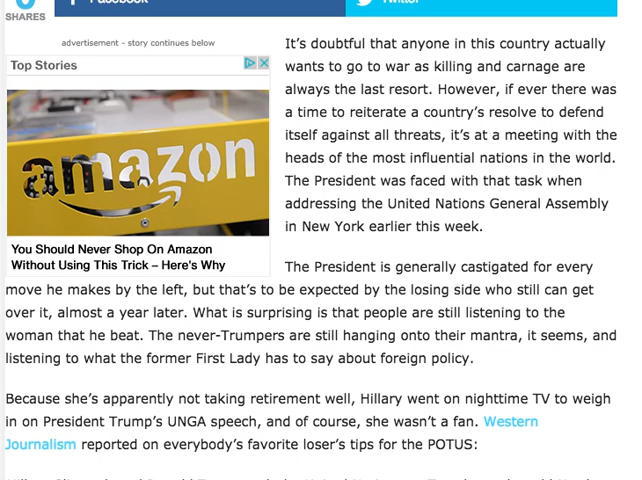 SHARES
Facebook
Twitter
advertisement - story continues below
Top Stories
amazon
You Should Never Shop On Amazon
Without Using This Trick – Here's Why
It’s doubtful that anyone in this country actually
wants to go to war as killing and carnage are
always the last resort. However, if ever there was
a time to reiterate a country’s resolve to defend
itself against all threats, it’s at a meeting with the
heads of the most influential nations in the world.
The President was faced with that task when
addressing the United Nations General Assembly
in New York earlier this week.
The President is generally castigated for every
move he makes by the left, but that’s to be expected by the losing side who still can get
over it, almost a year later. What is surprising is that people are still listening to the
woman that he beat. The never-Trumpers are still hanging onto their mantra, it seems, and
listening to what the former First Lady has to say about foreign policy.
Because she’s apparently not taking retirement well, Hillary went on nighttime TV to weigh
in on President Trump’s UNGA speech, and of course, she wasn’t a fan. Western
Journalism reported on everybody’s favorite loser’s tips for the POTUS: